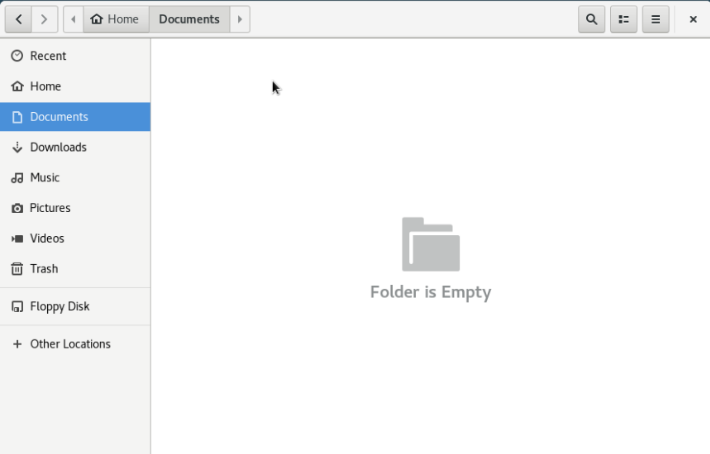 Home
Documents
Recent
Home
Documents
Downloads
Music
Pictures
Videos
Trash
Floppy Disk
Other Locations
Folder is Empty